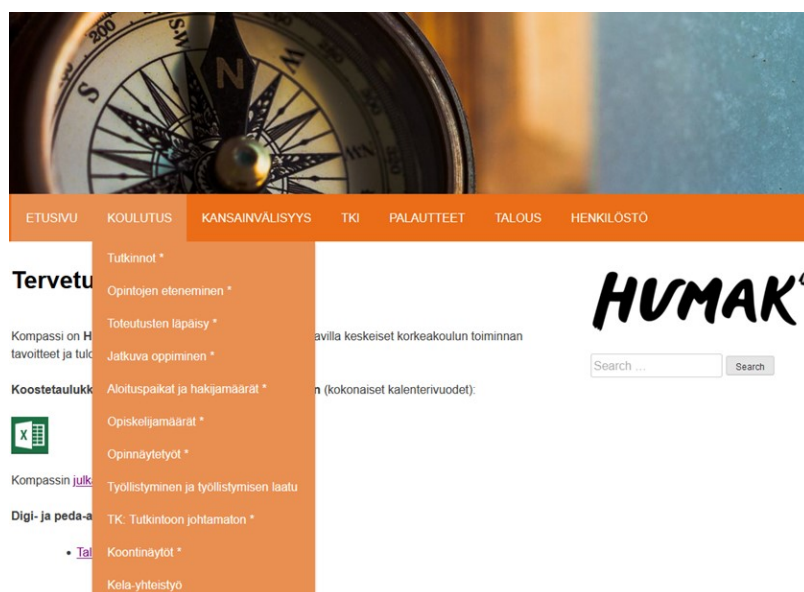 200
S.W
W
S
N
WN
ETUSIVU KOULUTUS KANSAINVÄLISYYS TKI PALAUTTEET TALOUS HENKILÖSTÖ
Tutkinnot *
Opintojen eteneminen *
Toteutusten läpäisy *
Jatkuva oppiminen *
Aloituspaikat ja hakijamäärät *
Opiskelijamäärät *
Opinnäytetyöt *
Työllistyminen ja työllistymisen laatu
TK: Tutkintoon johtamaton *
Koontinäytöt *
Kela-yhteistyö
Tervetu
Kompassi on H avilla keskeiset korkeakoulun toiminnan
tavoitteet ja tulo
Koostetaulukk n (kokonaiset kalenterivuodet):
Kompassin julk
Digi- ja peda-a
• Tal
HUMAK
Search ... Search